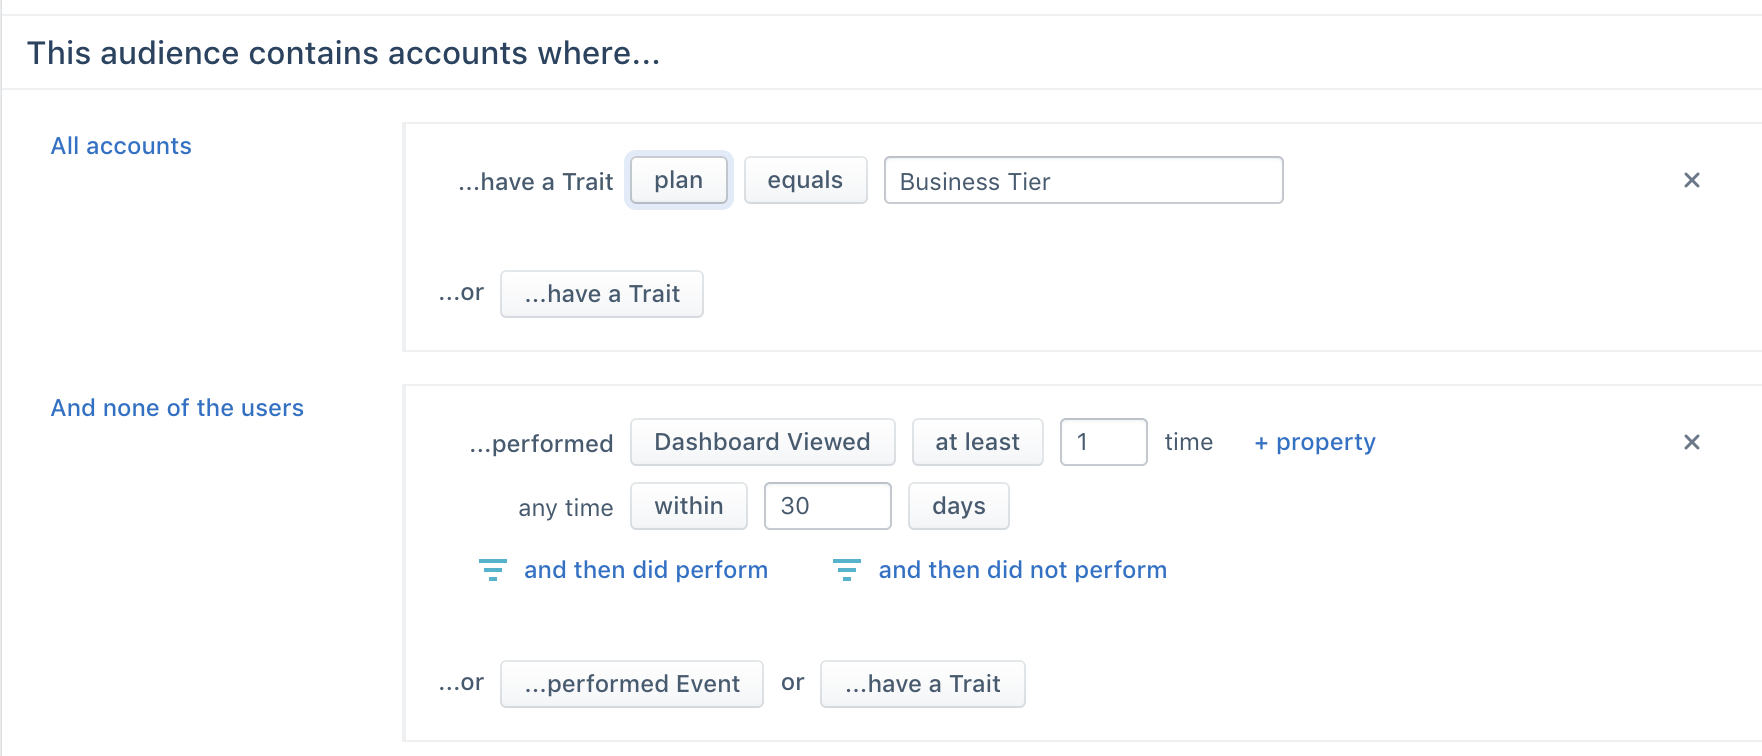 This audience contains accounts where...
All accounts
...have a Trait plan equals Business Tier
...or ...have a Trait
And none of the users
...performed Dashboard Viewed at least 1 time + property
any time within 30 days
and then did perform and then did not perform
...or ...performed Event or ...have a Trait